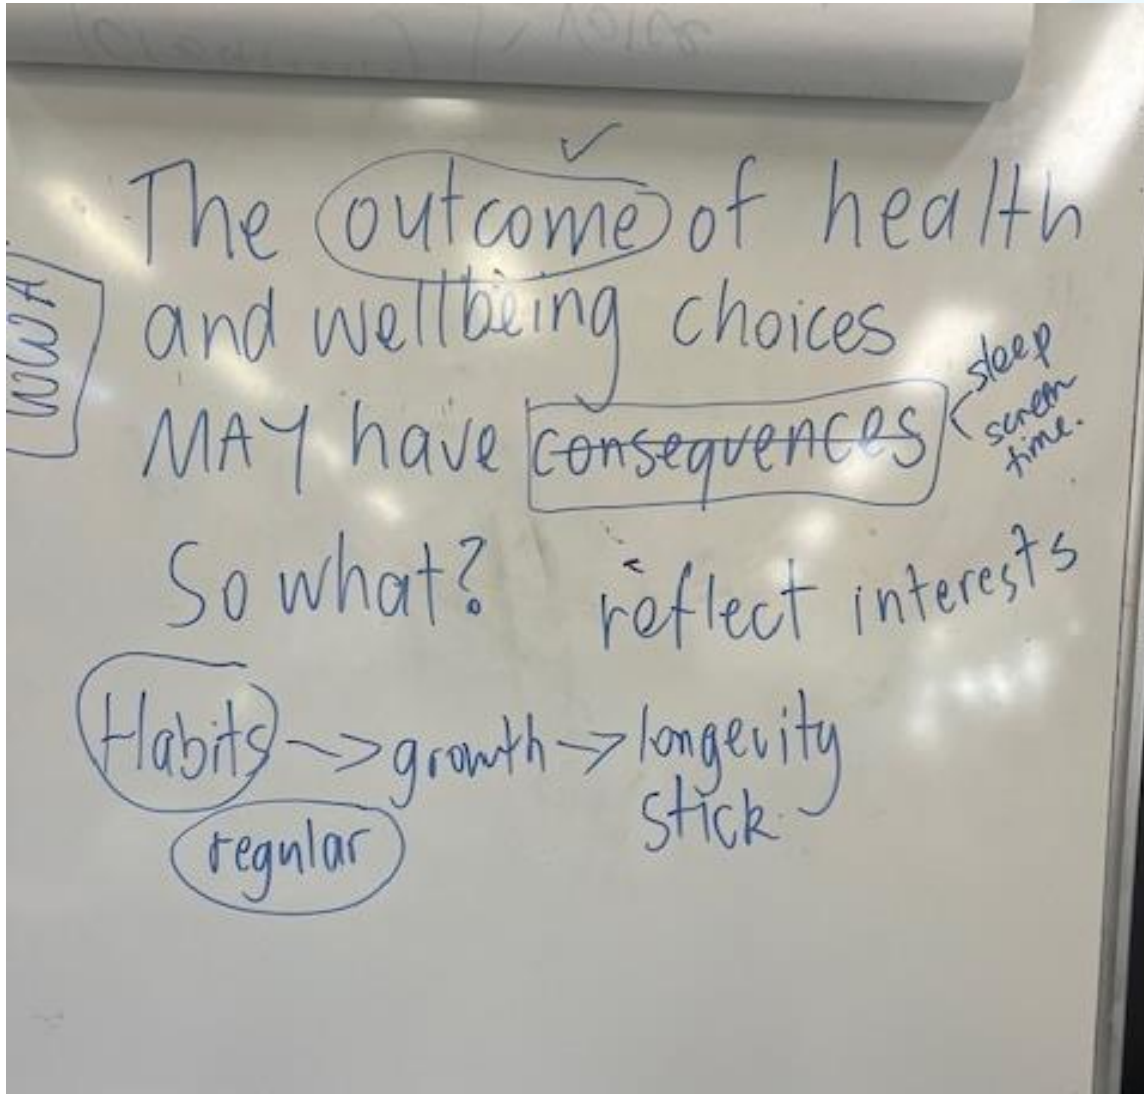 The outcome of health
and wellbeing choices
MAY have consequences
sleep
screen
time.
So what?
reflect interests
Habits -> growth -> longevity
stick.
regular
WWA